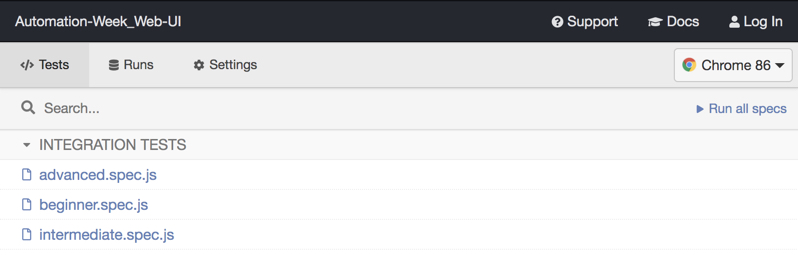 Automation-Week_Web-UI Support Docs Log In
Tests Runs Settings Chrome 86
Search... Run all specs
INTEGRATION TESTS
advanced.spec.js
beginner.spec.js
intermediate.spec.js